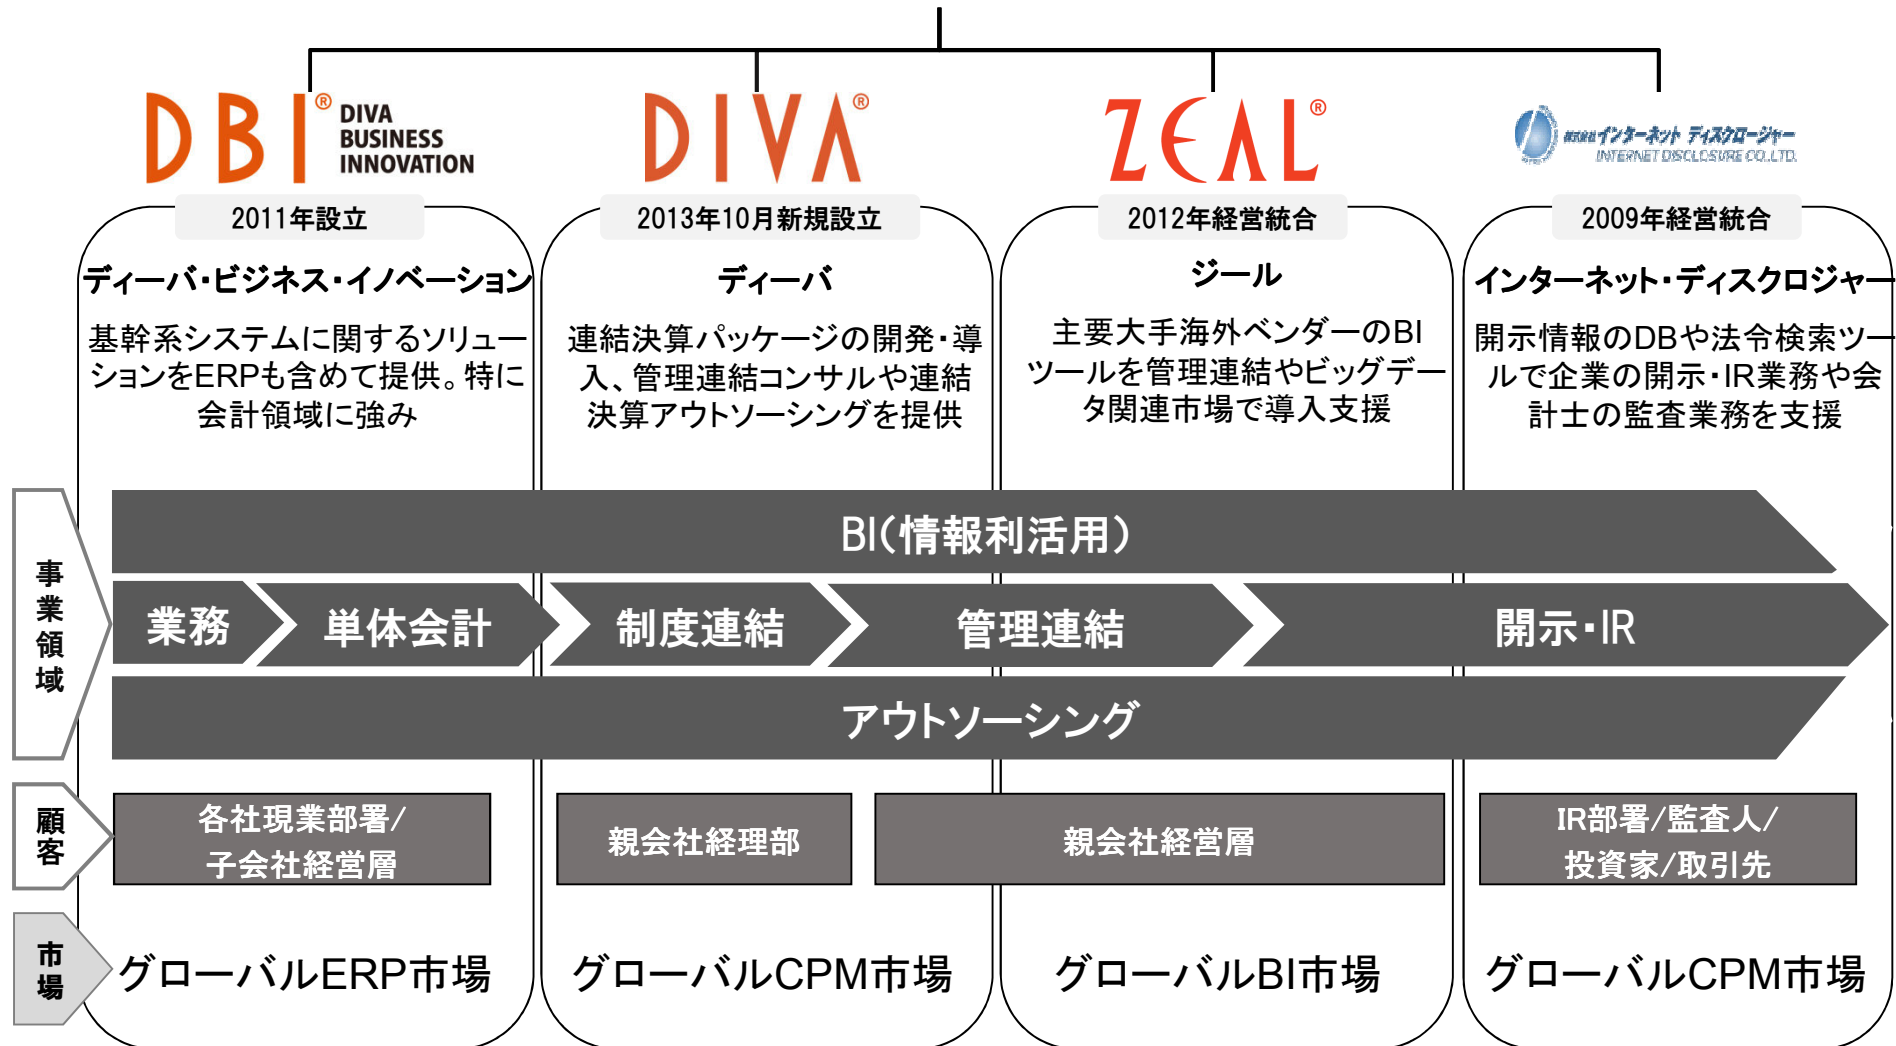 DBI®
DIVA
BUSINESS
INNOVATION
DIVA®
ZEAL®
株式会社インターネット ディスクロージャー
INTERNET DISCLOSURE CO.,LTD.
2011年設立
2013年10月新規設立
2012年経営統合
2009年経営統合
ディーバ・ビジネス・イノベーション
基幹系システムに関するソリュー
ションをERPも含めて提供。特に
会計領域に強み
ディーバ
連結決算パッケージの開発・導
入、管理連結コンサルや連結
決算アウトソーシングを提供
ジール
主要大手海外ベンダーのBI
ツールを管理連結やビッグデー
タ関連市場で導入支援
インターネット・ディスクロジャー
開示情報のDBや法令検索ツー
ルで企業の開示・IR業務や会
計士の監査業務を支援
事業領域
BI（情報利活用）
業務
単体会計
制度連結
管理連結
開示・IR
アウトソーシング
顧客
各社現業部署/
子会社経営層
親会社経理部
親会社経営層
IR部署/監査人/
投資家/取引先
市場
グローバルERP市場
グローバルCPM市場
グローバルBI市場
グローバルCPM市場